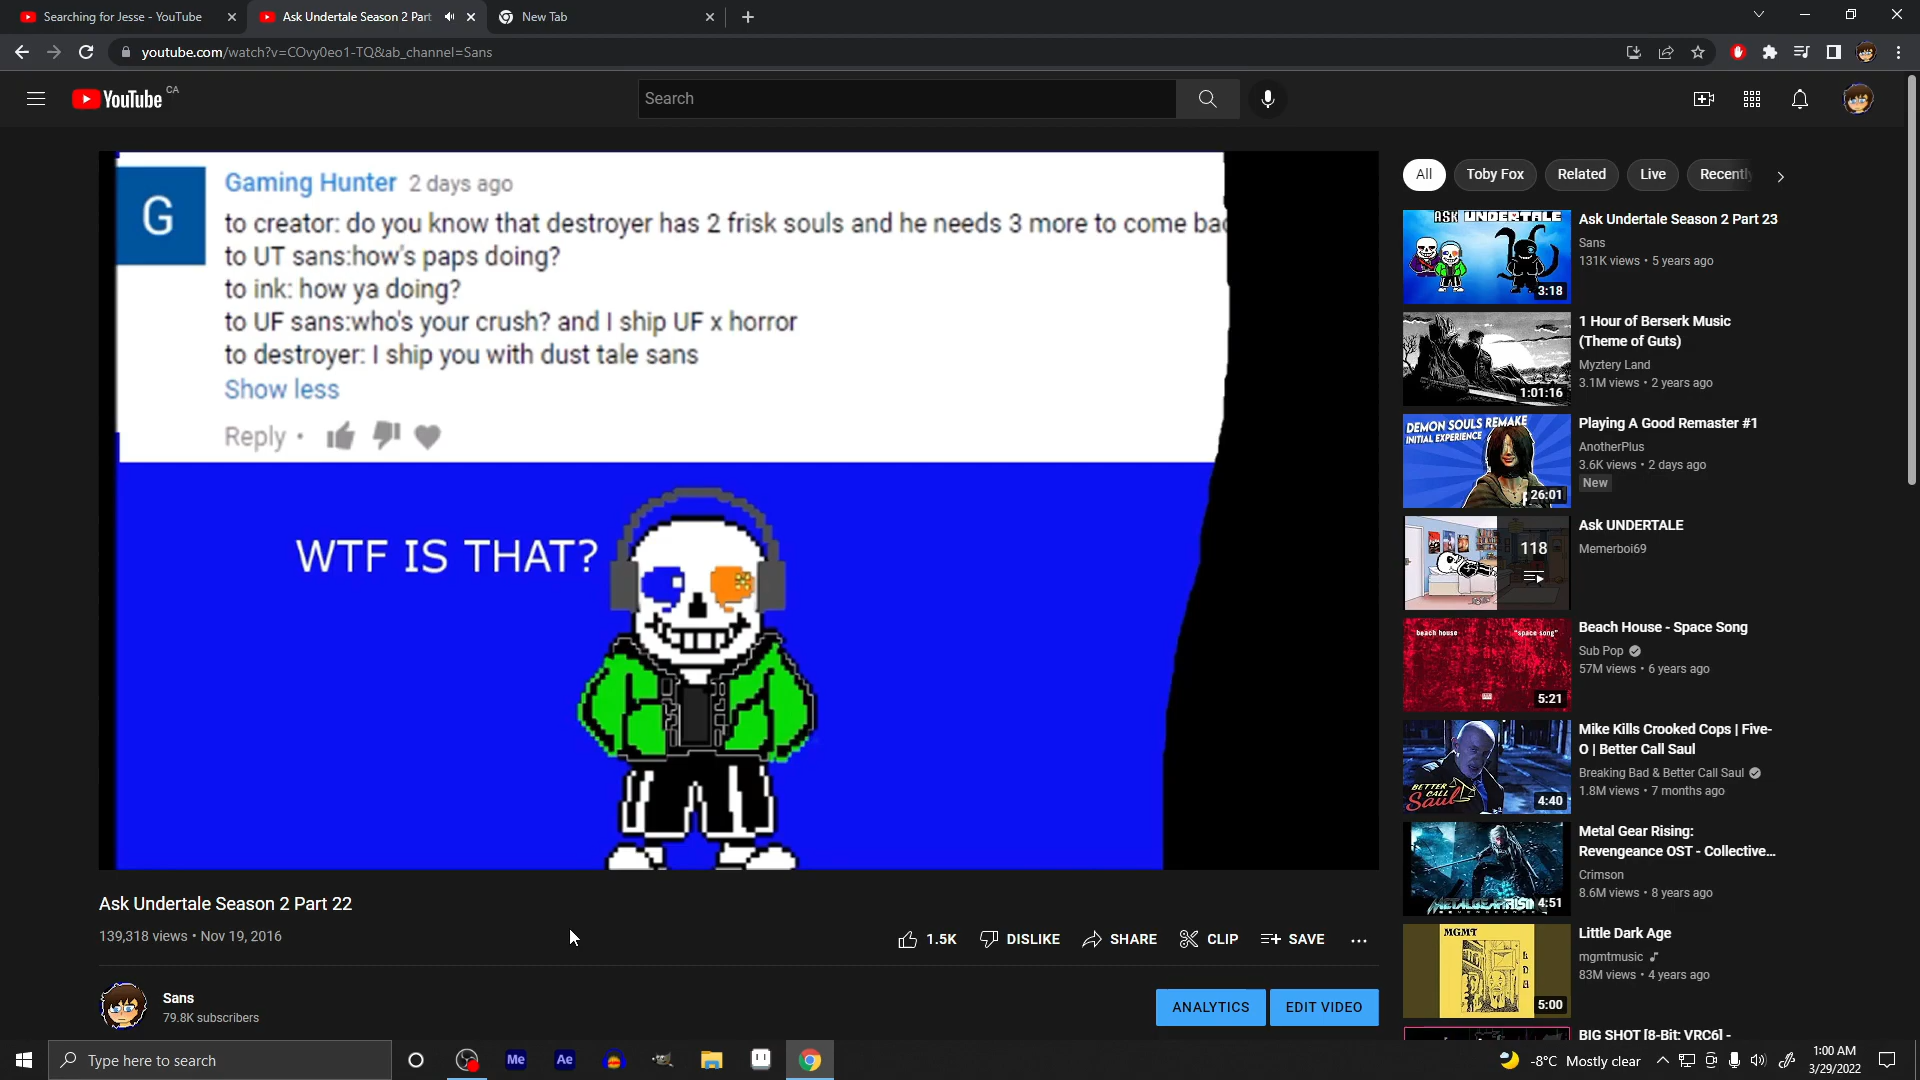 Searching for Jesse - YouTube
Ask Undertale Season 2 Part
New Tab
youtube.com/watch?v=COvy0eo1-TQ&ab_channel=Sans
YouTube CA
Search
G
Gaming Hunter 2 days ago
to creator: do you know that destroyer has 2 frisk souls and he needs 3 more to come bac
to UT sans:how's paps doing?
to ink: how ya doing?
to UF sans:who's your crush? and I ship UF x horror
to destroyer: I ship you with dust tale sans
Show less
Reply •
WTF IS THAT?
Ask Undertale Season 2 Part 22
139,318 views • Nov 19, 2016
1.5K
DISLIKE
SHARE
CLIP
SAVE
Sans
79.8K subscribers
ANALYTICS
EDIT VIDEO
All
Toby Fox
Related
Live
Recently
ASK UNDERTALE
3:18
Ask Undertale Season 2 Part 23
Sans
131K views • 5 years ago
1:01:16
1 Hour of Berserk Music
(Theme of Guts)
Myztery Land
3.1M views • 2 years ago
DEMON SOULS REMAKE
INITIAL EXPERIENCE
26:01
Playing A Good Remaster #1
AnotherPlus
3.6K views • 2 days ago
New
118
Ask UNDERTALE
Memerboi69
beach house
"space song"
5:21
Beach House - Space Song
Sub Pop
57M views • 6 years ago
BETTER
CALL
Saul
4:40
Mike Kills Crooked Cops | Five-
O | Better Call Saul
Breaking Bad & Better Call Saul
1.8M views • 7 months ago
METAL GEAR RISING
REVENGEANCE
4:51
Metal Gear Rising:
Revengeance OST - Collective...
Crimson
8.6M views • 8 years ago
MGMT
L
D
A
5:00
Little Dark Age
mgmtmusic
83M views • 4 years ago
BIG SHOT [8-Bit; VRC6] -
Type here to search
Me
Ae
-8°C Mostly clear
1:00 AM
3/29/2022